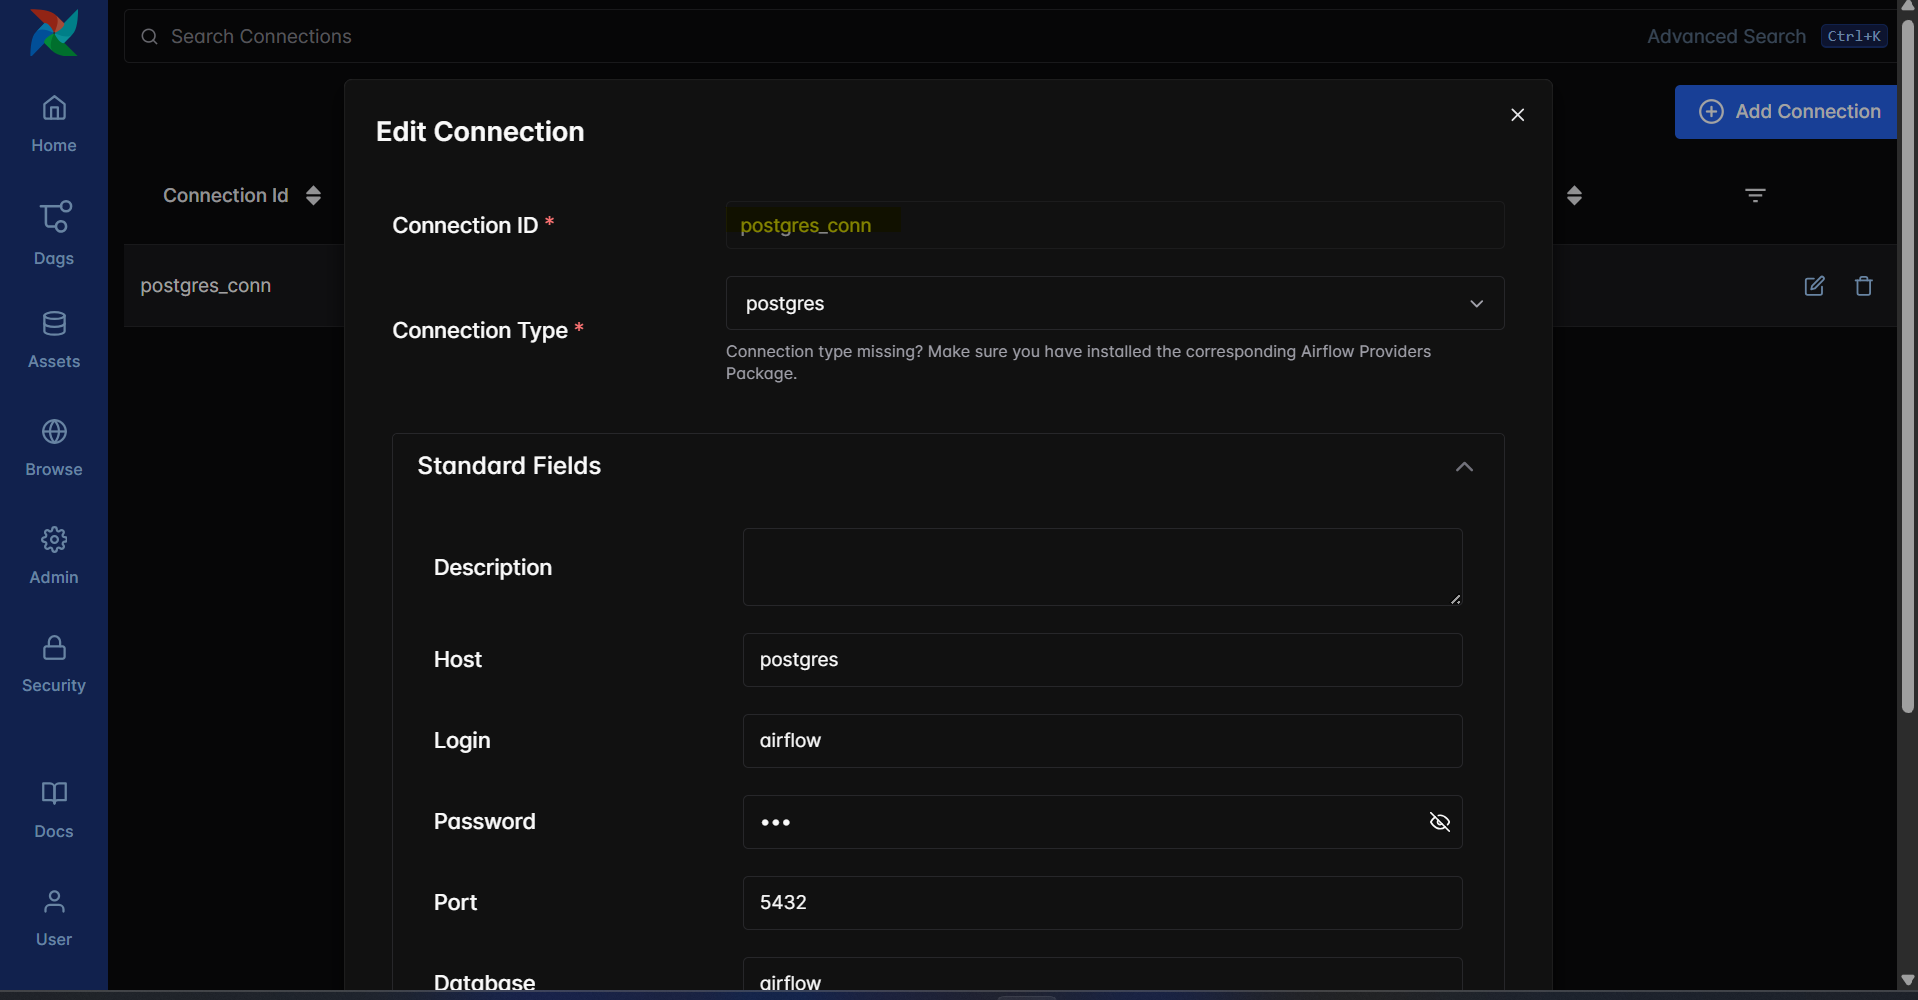 Search Connections
Advanced Search
Ctrl+K
Home
Dags
Assets
Browse
Admin
Security
Docs
User
Add Connection
Connection Id
postgres_conn
Edit Connection
Connection ID *
postgres_conn
Connection Type *
postgres
Connection type missing? Make sure you have installed the corresponding Airflow Providers
Package.
Standard Fields
Description
Host
postgres
Login
airflow
Password
•••
Port
5432
Database
airflow